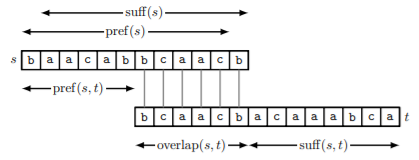 suff(s)
pref(s)
s b a a c a b b c a a c b
pref(s, t)
b c a a c b a c a a a b c a t
overlap(s, t) suff(s, t)